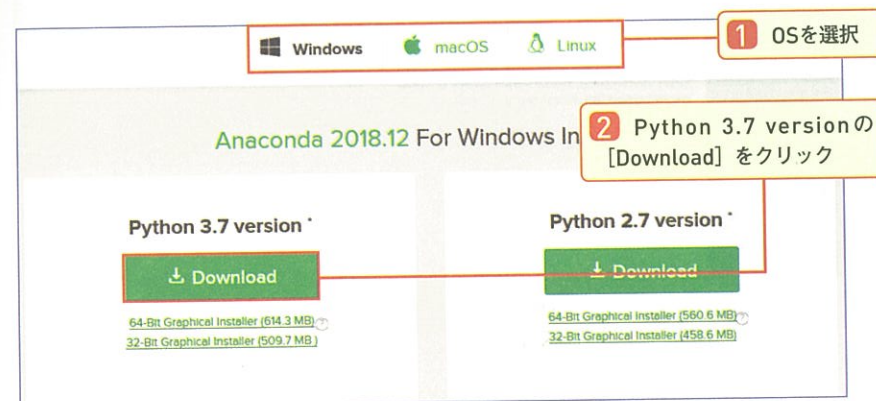 Windows macOS Linux
1 OSを選択
Anaconda 2018.12 For Windows In
2 Python 3.7 versionの
[Download] をクリック
Python 3.7 version *
Download
64-Bit Graphical Installer (614.3 MB)
32-Bit Graphical Installer (509.7 MB )
Python 2.7 version *
Download
64-Bit Graphical Installer (560.6 MB)
32-Bit Graphical Installer (458.6 MB)